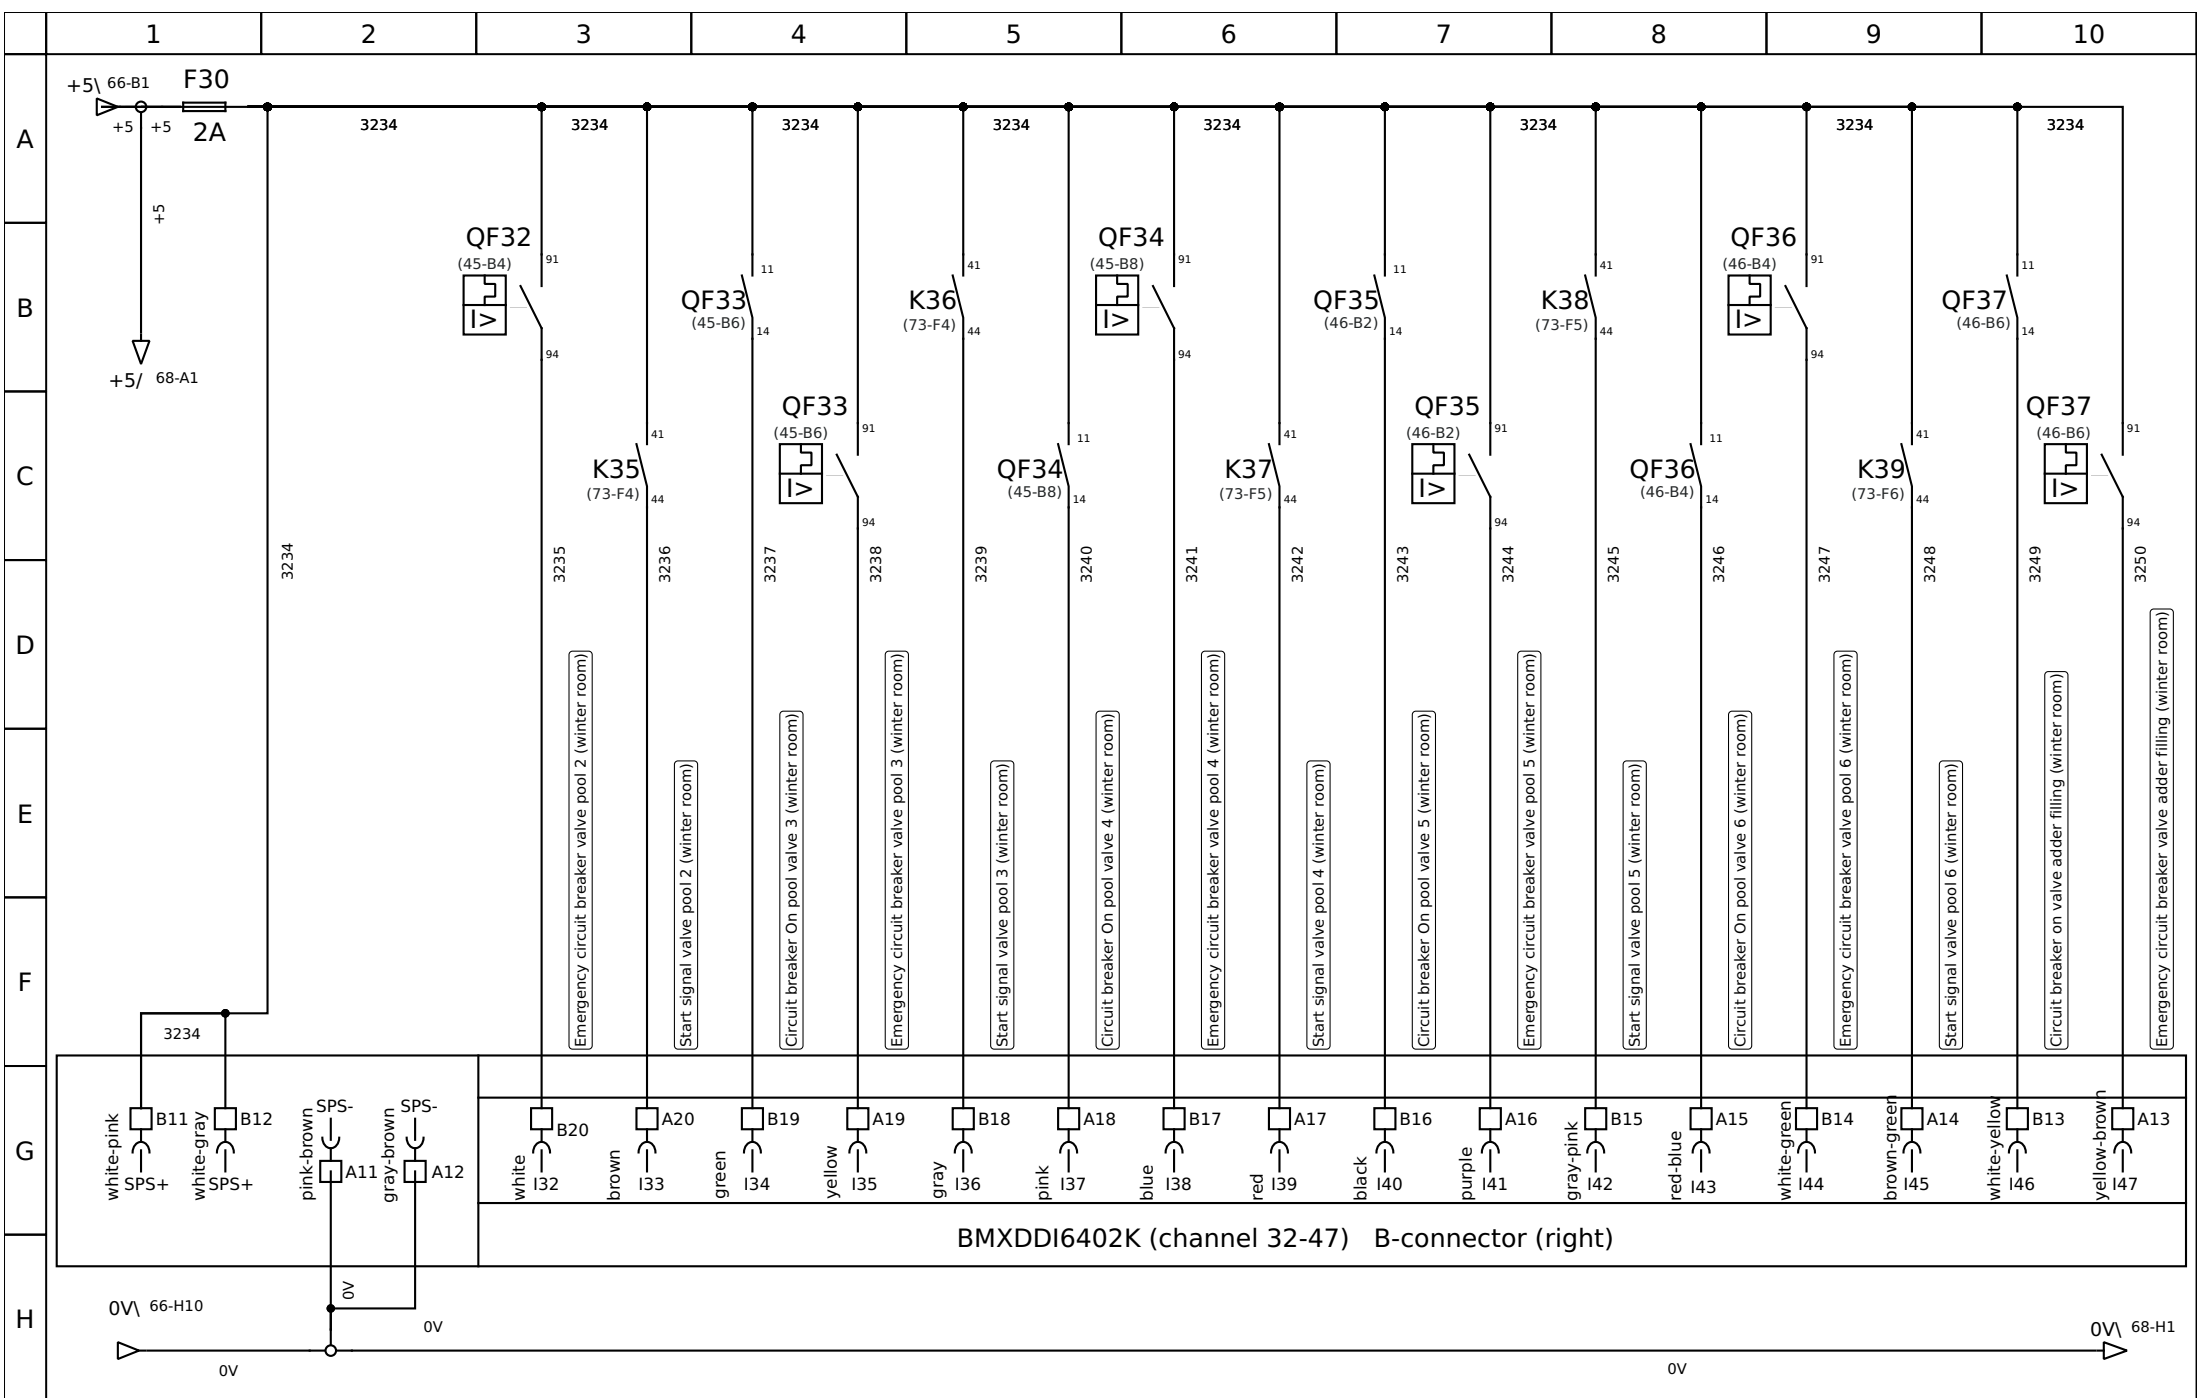 1 2 3 4 5 6 7 8 9 10
A
B
C
D
E
F
G
H
+5\ 66-B1
F30
2A
+5 +5
+5
+5/ 68-A1
3234 3234 3234 3234 3234 3234 3234 3234
QF32
(45-B4)
91
94
K35
(73-F4)
41
44
QF33
(45-B6)
11
14
QF33
(45-B6)
91
94
K36
(73-F4)
41
44
QF34
(45-B8)
11
14
QF34
(45-B8)
91
94
K37
(73-F5)
41
44
QF35
(46-B2)
11
14
QF35
(46-B2)
91
94
K38
(73-F5)
41
44
QF36
(46-B4)
11
14
QF36
(46-B4)
91
94
K39
(73-F6)
41
44
QF37
(46-B6)
11
14
QF37
(46-B6)
91
94
I>
I>
I>
I>
I>
I>
3234 3235 3236 3237 3238 3239 3240 3241 3242 3243 3244 3245 3246 3247 3248 3249 3250
Emergency circuit breaker valve pool 2 (winter room)
Start signal valve pool 2 (winter room)
Circuit breaker On pool valve 3 (winter room)
Emergency circuit breaker valve pool 3 (winter room)
Start signal valve pool 3 (winter room)
Circuit breaker On pool valve 4 (winter room)
Emergency circuit breaker valve pool 4 (winter room)
Start signal valve pool 4 (winter room)
Circuit breaker On pool valve 5 (winter room)
Emergency circuit breaker valve pool 5 (winter room)
Start signal valve pool 5 (winter room)
Circuit breaker On pool valve 6 (winter room)
Emergency circuit breaker valve pool 6 (winter room)
Start signal valve pool 6 (winter room)
Circuit breaker on valve adder filling (winter room)
Emergency circuit breaker valve adder filling (winter room)
3234
white-pink B11 SPS+
white-gray B12 SPS+
pink-brown SPS- A11
gray-brown SPS- A12
white B20 I32
brown A20 I33
green B19 I34
yellow A19 I35
gray B18 I36
pink A18 I37
blue B17 I38
red A17 I39
black B16 I40
purple A16 I41
gray-pink B15 I42
red-blue A15 I43
white-green B14 I44
brown-green A14 I45
white-yellow B13 I46
yellow-brown A13 I47
BMXDDI6402K (channel 32-47) B-connector (right)
0V
0V\ 66-H10
0V
0V\ 68-H1
0V
0V